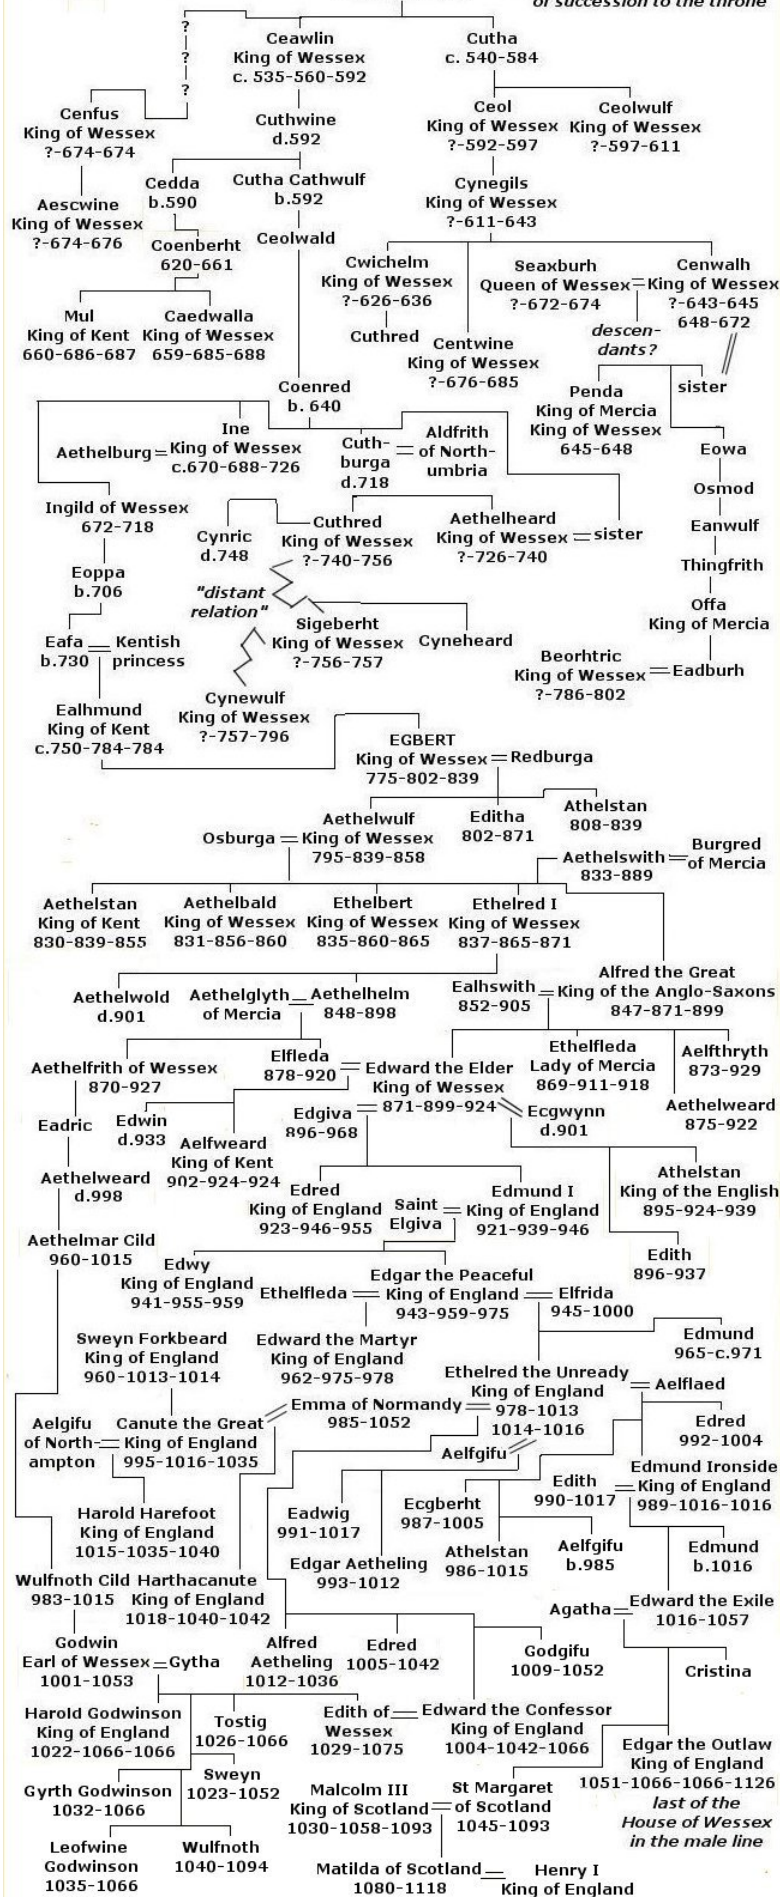 of succession to the throne
?
?
?
Ceawlin
King of Wessex
c. 535-560-592
Cutha
c. 540-584
Cenfus
King of Wessex
?-674-674
Cuthwine
d.592
Ceol
King of Wessex
?-592-597
Ceolwulf
King of Wessex
?-597-611
Aescwine
King of Wessex
?-674-676
Cedda
b.590
Cutha Cathwulf
b.592
Cynegils
King of Wessex
?-611-643
Coenberht
620-661
Ceolwald
Cwichelm
King of Wessex
?-626-636
Seaxburh
Queen of Wessex
?-672-674
Cenwalh
King of Wessex
?-643-645
648-672
Mul
King of Kent
660-686-687
Caedwalla
King of Wessex
659-685-688
Cuthred
Centwine
King of Wessex
?-676-685
descen-
dants?
Coenred
b. 640
Penda
King of Mercia
King of Wessex
645-648
sister
Aethelburg
Ine
King of Wessex
c.670-688-726
Cuth-
burga
d.718
Aldfrith
of North-
umbria
Eowa
Osmod
Ingild of Wessex
672-718
Cynric
d.748
Cuthred
King of Wessex
?-740-756
Aethelheard
King of Wessex
?-726-740
sister
Eanwulf
Thingfrith
Eoppa
b.706
"distant
relation"
Offa
King of Mercia
Eafa
b.730
Kentish
princess
Sigeberht
King of Wessex
?-756-757
Cyneheard
Beorhtric
King of Wessex
?-786-802
Eadburh
Ealhmund
King of Kent
c.750-784-784
Cynewulf
King of Wessex
?-757-796
EGBERT
King of Wessex
775-802-839
Redburga
Osburga
Aethelwulf
King of Wessex
795-839-858
Editha
802-871
Athelstan
808-839
Aethelswith
833-889
Burgred
of Mercia
Aethelstan
King of Kent
830-839-855
Aethelbald
King of Wessex
831-856-860
Ethelbert
King of Wessex
835-860-865
Ethelred I
King of Wessex
837-865-871
Aethelwold
d.901
Aethelglyth
of Mercia
Aethelhelm
848-898
Ealhswith
852-905
Alfred the Great
King of the Anglo-Saxons
847-871-899
Aethelfrith of Wessex
870-927
Elfleda
878-920
Edward the Elder
King of Wessex
871-899-924
Ethelfleda
Lady of Mercia
869-911-918
Aelfthryth
873-929
Aethelweard
875-922
Eadric
Edwin
d.933
Aelfweard
King of Kent
902-924-924
Edgiva
896-968
Ecgwynn
d.901
Aethelweard
d.998
Edred
King of England
923-946-955
Saint
Elgiva
Edmund I
King of England
921-939-946
Athelstan
King of the English
895-924-939
Aethelmar Cild
960-1015
Edith
896-937
Edwy
King of England
941-955-959
Ethelfleda
Edgar the Peaceful
King of England
943-959-975
Elfrida
945-1000
Sweyn Forkbeard
King of England
960-1013-1014
Edward the Martyr
King of England
962-975-978
Edmund
965-c.971
Ethelred the Unready
King of England
978-1013
1014-1016
Aelflaed
Aelgifu
of North-
ampton
Canute the Great
King of England
995-1016-1035
Emma of Normandy
985-1052
Edred
992-1004
Aelfgifu
Harold Harefoot
King of England
1015-1035-1040
Eadwig
991-1017
Ecgberht
987-1005
Edith
990-1017
Edmund Ironside
King of England
989-1016-1016
Edgar Aetheling
993-1012
Athelstan
986-1015
Aelfgifu
b.985
Edmund
b.1016
Wulfnoth Cild
983-1015
Harthacanute
King of England
1018-1040-1042
Agatha
Edward the Exile
1016-1057
Godwin
Earl of Wessex
1001-1053
Gytha
Alfred
Aetheling
1012-1036
Edred
1005-1042
Godgifu
1009-1052
Cristina
Harold Godwinson
King of England
1022-1066-1066
Tostig
1026-1066
Edith of
Wessex
1029-1075
Edward the Confessor
King of England
1004-1042-1066
Edgar the Outlaw
King of England
1051-1066-1066-1126
last of the
House of Wessex
in the male line
Gyrth Godwinson
1032-1066
Sweyn
1023-1052
Malcolm III
King of Scotland
1030-1058-1093
St Margaret
of Scotland
1045-1093
Leofwine
Godwinson
1035-1066
Wulfnoth
1040-1094
Matilda of Scotland
1080-1118
Henry I
King of England